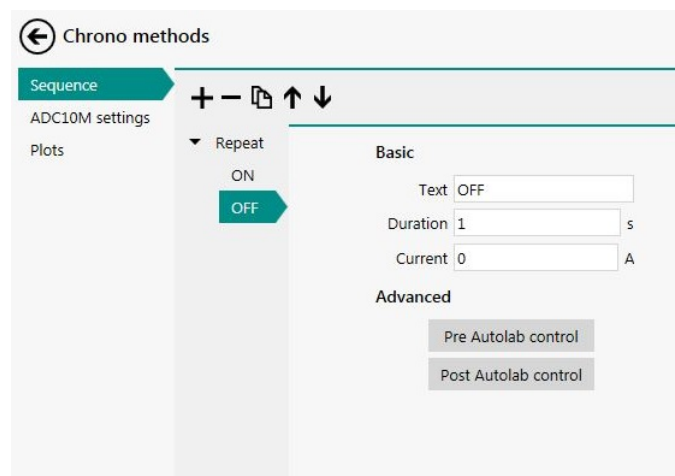 Chrono methods
Sequence
ADC10M settings
Plots
Repeat
ON
OFF
Basic
Text OFF
Duration 1 s
Current 0 A
Advanced
Pre Autolab control
Post Autolab control